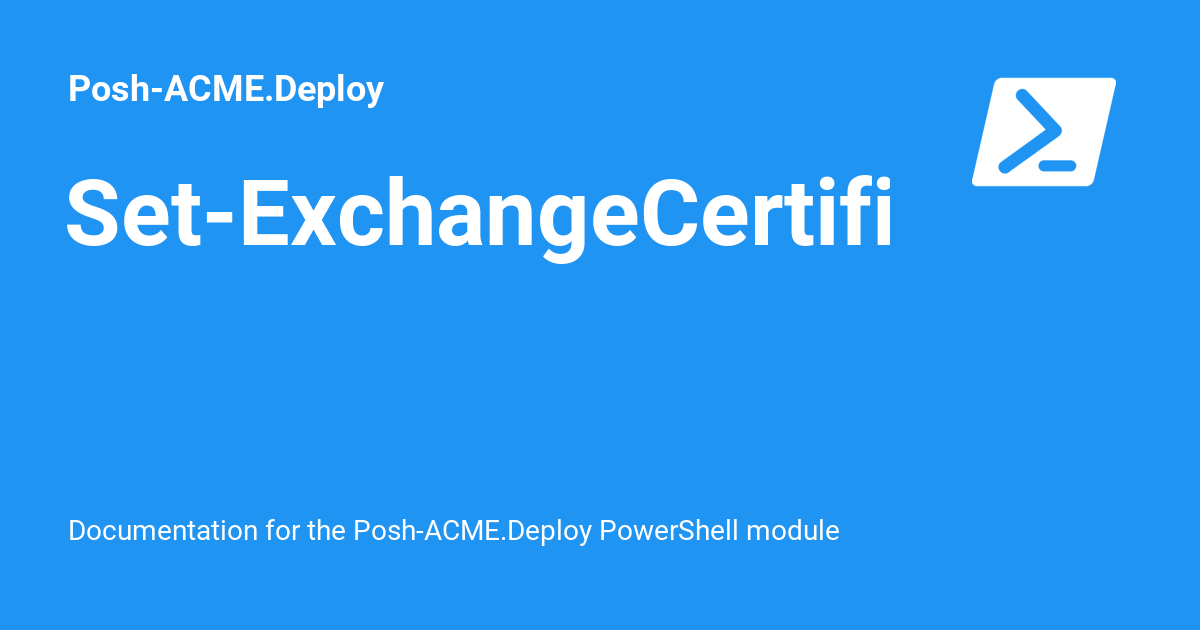 Posh-ACME.Deploy
Set-ExchangeCertifi
Documentation for the Posh-ACME.Deploy PowerShell module